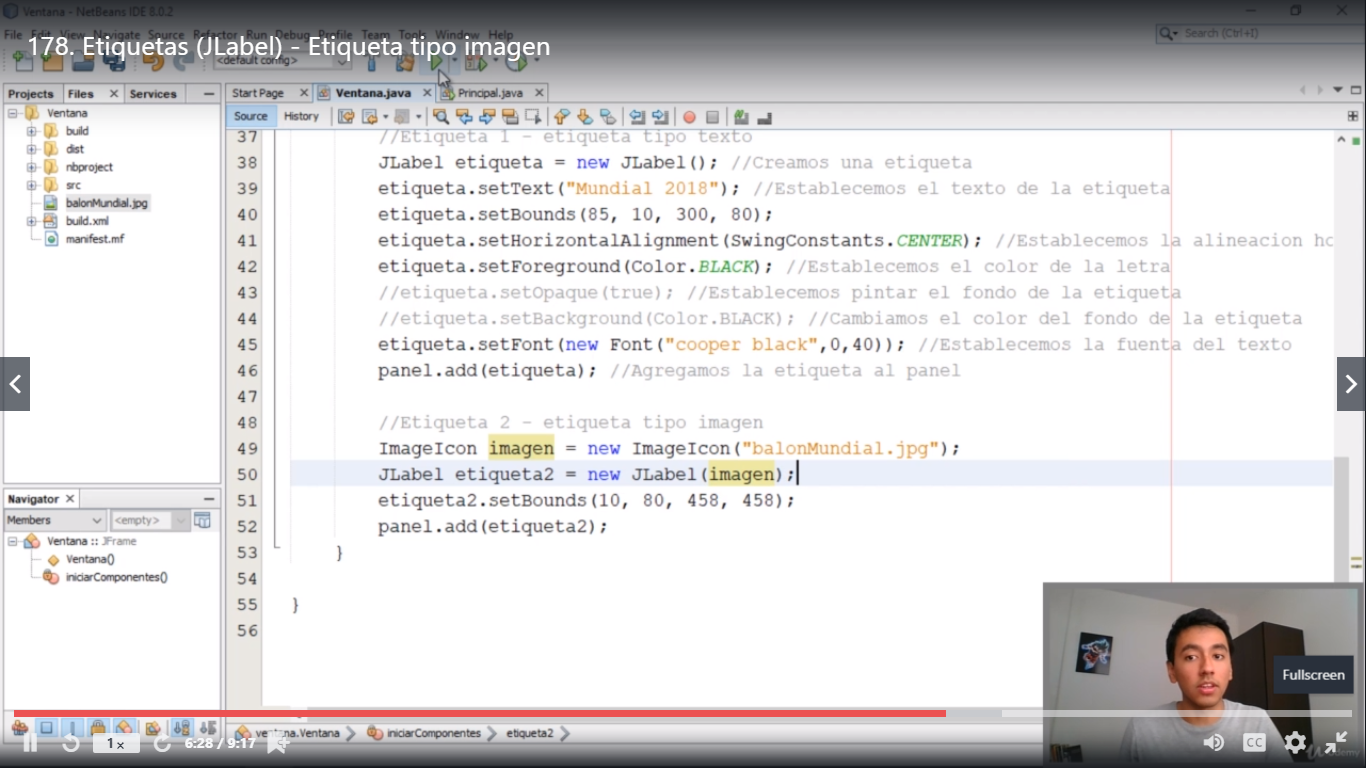 Ventana - NetBeans IDE 8.0.2
File Edit View Navigate Source Refactor Run Debug Profile Team Tools Window Help
Search (Ctrl+I)
178. Etiquetas (JLabel) - Etiqueta tipo imagen
<default config>
Projects Files Services
Start Page Ventana.java Principal.java
Source History
Ventana
build
dist
nbproject
src
balonMundial.jpg
build.xml
manifest.mf
37 //Etiqueta 1 - etiqueta tipo texto
38 JLabel etiqueta = new JLabel(); //Creamos una etiqueta
39 etiqueta.setText("Mundial 2018"); //Establecemos el texto de la etiqueta
40 etiqueta.setBounds(85, 10, 300, 80);
41 etiqueta.setHorizontalAlignment(SwingConstants.CENTER); //Establecemos la alineacion ho
42 etiqueta.setForeground(Color.BLACK); //Establecemos el color de la letra
43 //etiqueta.setOpaque(true); //Establecemos pintar el fondo de la etiqueta
44 //etiqueta.setBackground(Color.BLACK); //Cambiamos el color del fondo de la etiqueta
45 etiqueta.setFont(new Font("cooper black",0,40)); //Establecemos la fuenta del texto
46 panel.add(etiqueta); //Agregamos la etiqueta al panel
47
48 //Etiqueta 2 - etiqueta tipo imagen
49 ImageIcon imagen = new ImageIcon("balonMundial.jpg");
50 JLabel etiqueta2 = new JLabel(imagen);
51 etiqueta2.setBounds(10, 80, 458, 458);
52 panel.add(etiqueta2);
53 }
54
55 }
56
Navigator
Members <empty>
Ventana :: JFrame
Ventana()
iniciarComponentes()
Fullscreen
ventana.Ventana iniciarComponentes etiqueta2
1x 6:28 / 9:17 CC